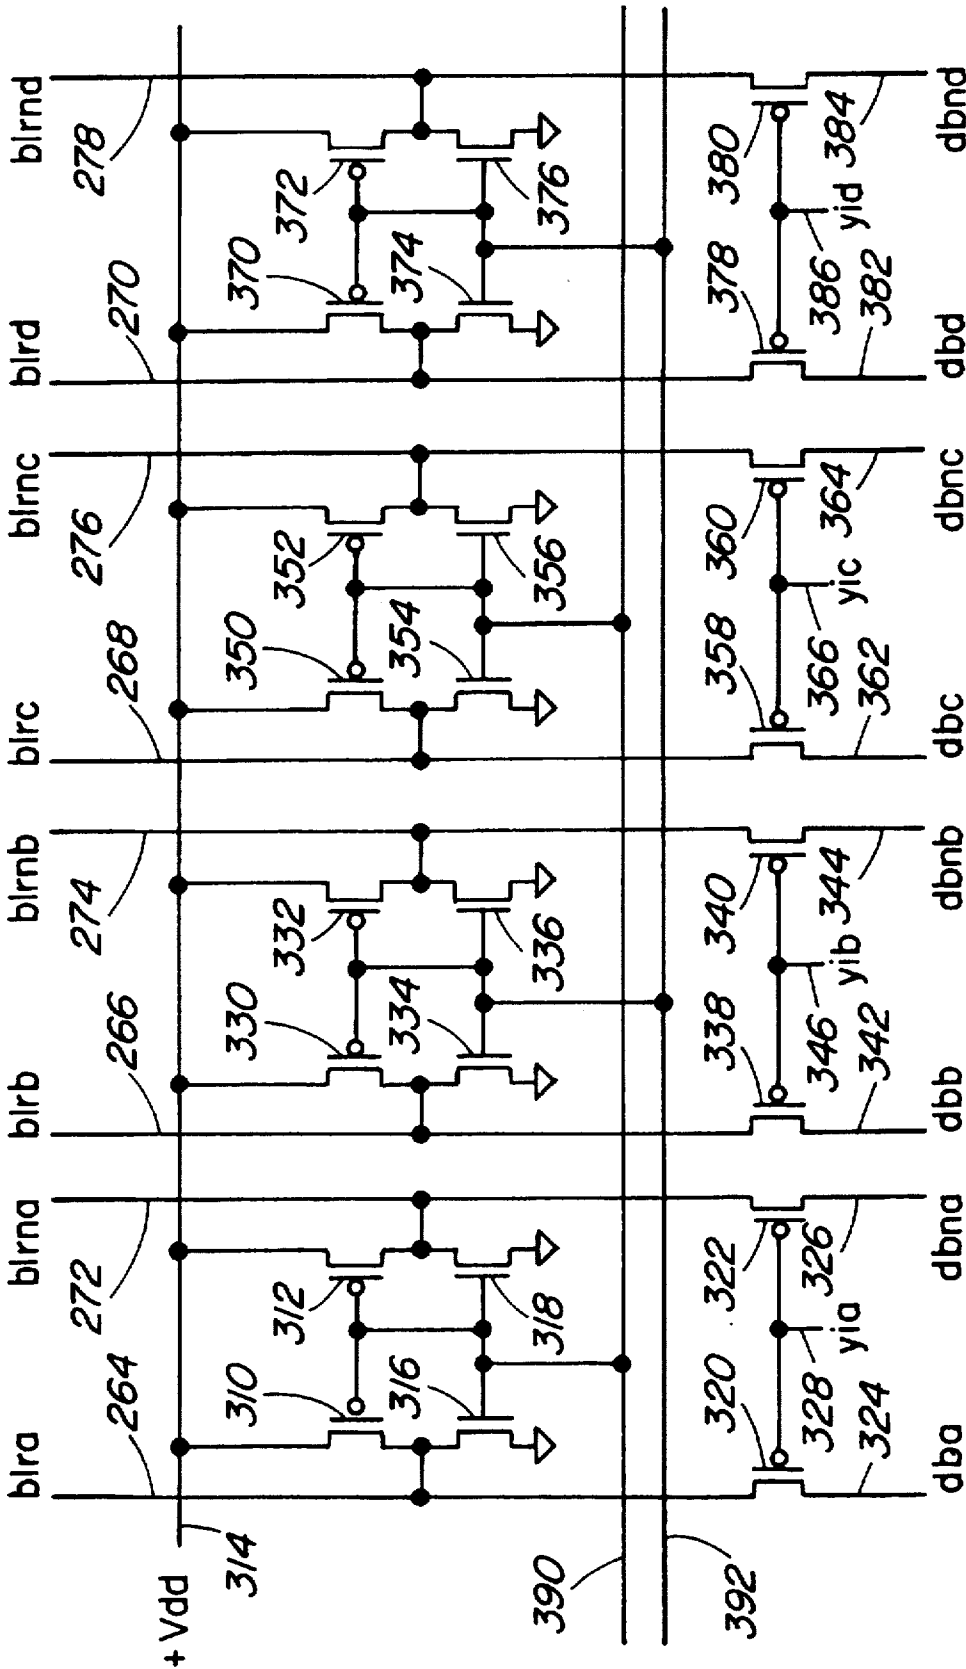 blra blrna blrb blrnb blrc blrnc blrd blrnd
264 272 266 274 268 276 270 278
+ Vdd
314
310 312 330 332 350 352 370 372
316 334 354 374
318 336 356 376
390
392
320 322 338 340 358 360 378 380
328 326 346 344 366 364 386 384
yia yib yic yid
324 342 362 382
dba dbna dbb dbnb dbc dbnc dbd dbnd